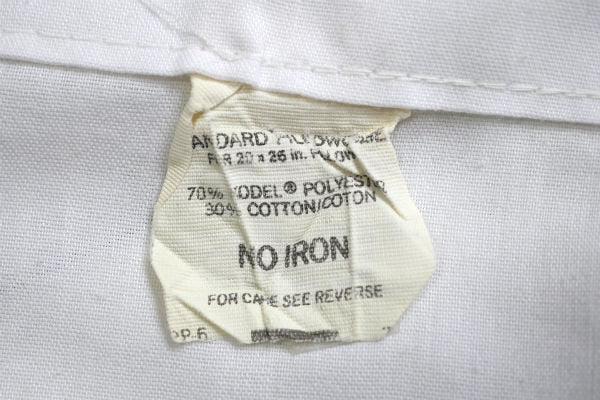 ANDARD PILLOWCASE
FOR 20 x 26 in. PILLOW
70% KODEL® POLYESTER
30% COTTON/COTON
NO IRON
FOR CARE SEE REVERSE